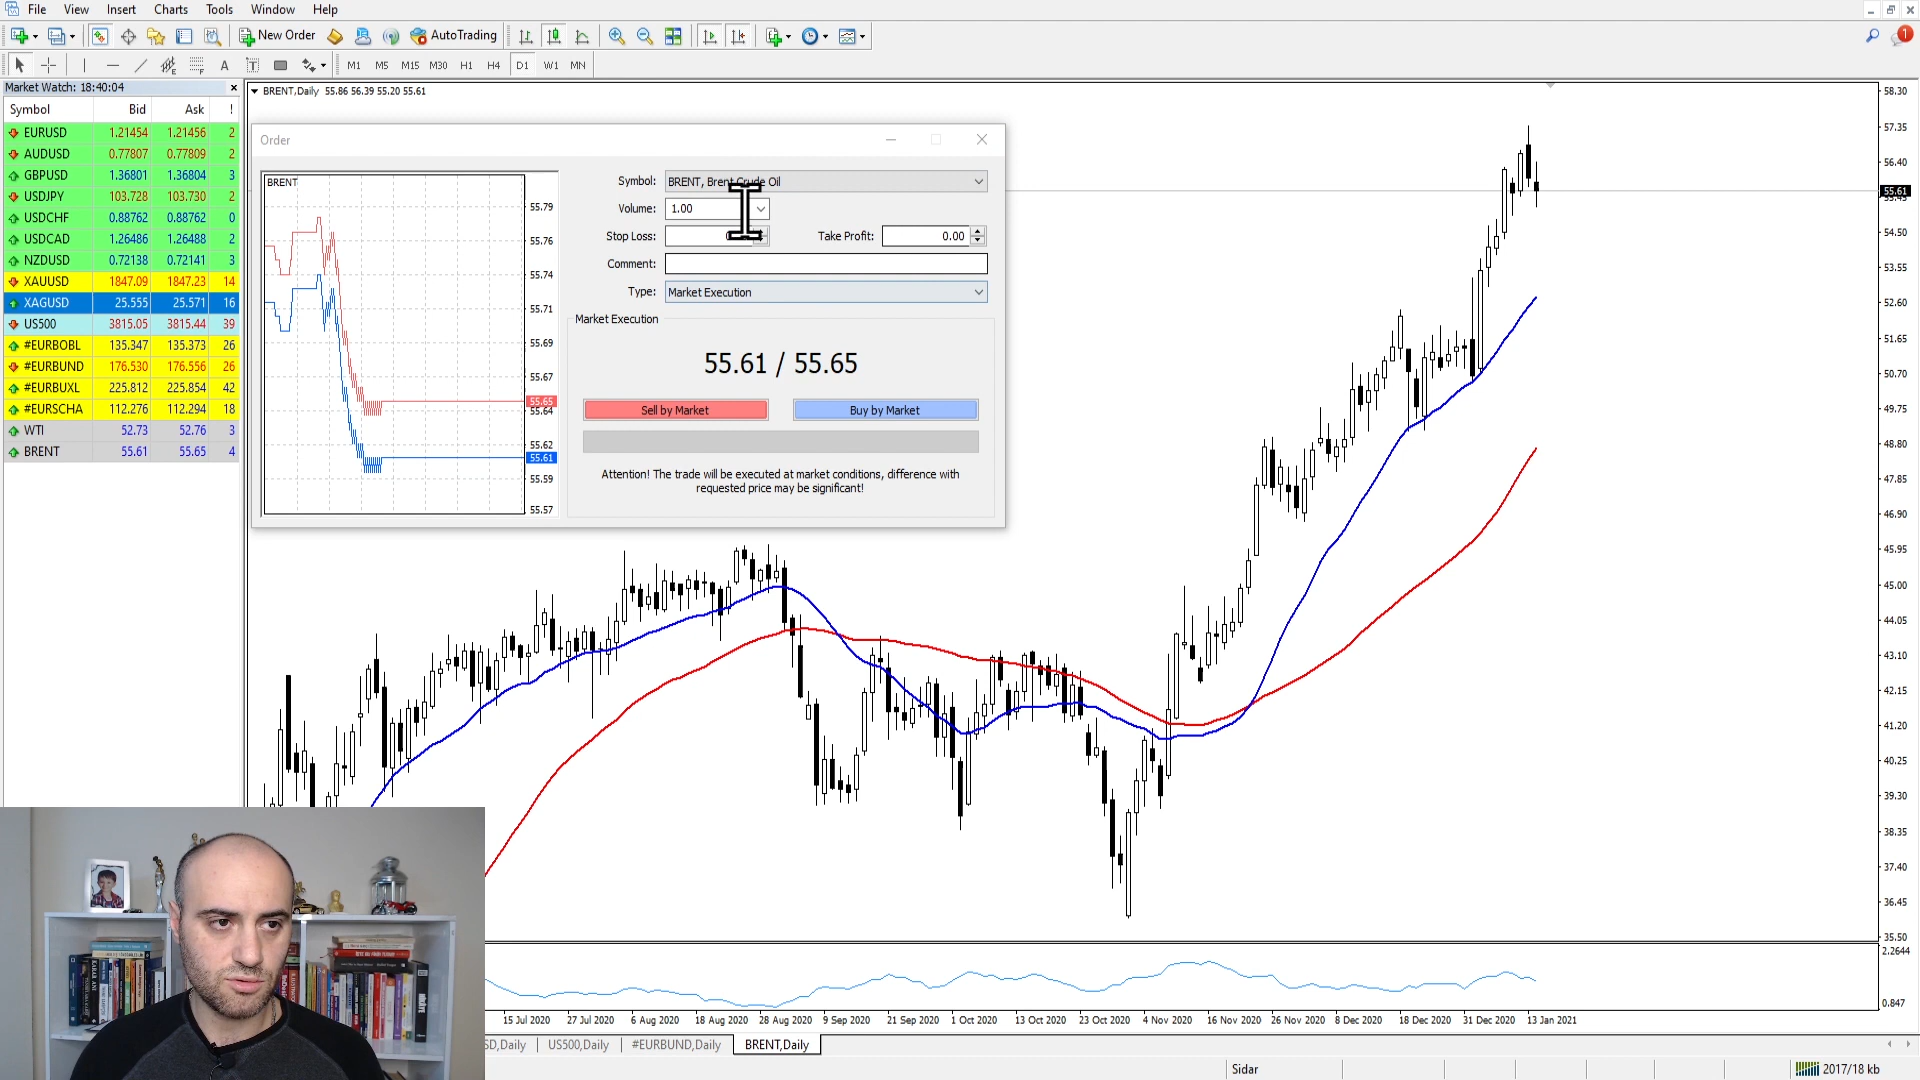 File View Insert Charts Tools Window Help
New Order AutoTrading 1
A T M1 M5 M15 M30 H1 H4 D1 W1 MN
Market Watch: 18:40:04
Symbol Bid Ask !
EURUSD 1.21454 1.21456 2
AUDUSD 0.77807 0.77809 2
GBPUSD 1.36801 1.36804 3
USDJPY 103.728 103.730 2
USDCHF 0.88762 0.88762 0
USDCAD 1.26486 1.26488 2
NZDUSD 0.72138 0.72141 3
XAUUSD 1847.09 1847.23 14
XAGUSD 25.555 25.571 16
US500 3815.05 3815.44 39
#EURBOBL 135.347 135.373 26
#EURBUND 176.530 176.556 26
#EURBUXL 225.812 225.854 42
#EURSCHA 112.276 112.294 18
WTI 52.73 52.76 3
BRENT 55.61 55.65 4
BRENT,Daily 55.86 56.39 55.20 55.61
Order
BRENT
55.79
55.76
55.74
55.71
55.69
55.67
55.65
55.64
55.62
55.61
55.59
55.57
Symbol: BRENT, Brent Crude Oil
Volume: 1.00
Stop Loss: Take Profit: 0.00
Comment:
Type: Market Execution
Market Execution
55.61 / 55.65
Sell by Market Buy by Market
Attention! The trade will be executed at market conditions, difference with
requested price may be significant!
58.30
57.35
56.40
55.61
55.45
54.50
53.55
52.60
51.65
50.70
49.75
48.80
47.85
46.90
45.95
45.00
44.05
43.10
42.15
41.20
40.25
39.30
38.35
37.40
36.45
35.50
2.2644
0.847
15 Jul 2020 27 Jul 2020 6 Aug 2020 18 Aug 2020 28 Aug 2020 9 Sep 2020 21 Sep 2020 1 Oct 2020 13 Oct 2020 23 Oct 2020 4 Nov 2020 16 Nov 2020 26 Nov 2020 8 Dec 2020 18 Dec 2020 31 Dec 2020 13 Jan 2021
SD,Daily US500,Daily #EURBUND,Daily BRENT,Daily
Sidar 2017/18 kb